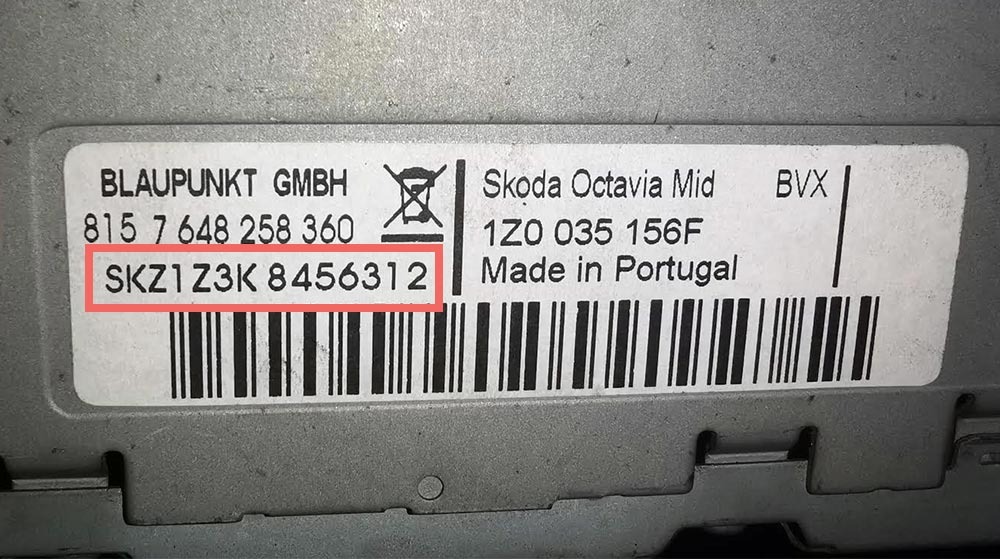 BLAUPUNKT GMBH
815 7 648 258 360
SKZ1Z3K 8456312
Skoda Octavia Mid BVX
1Z0 035 156F
Made in Portugal